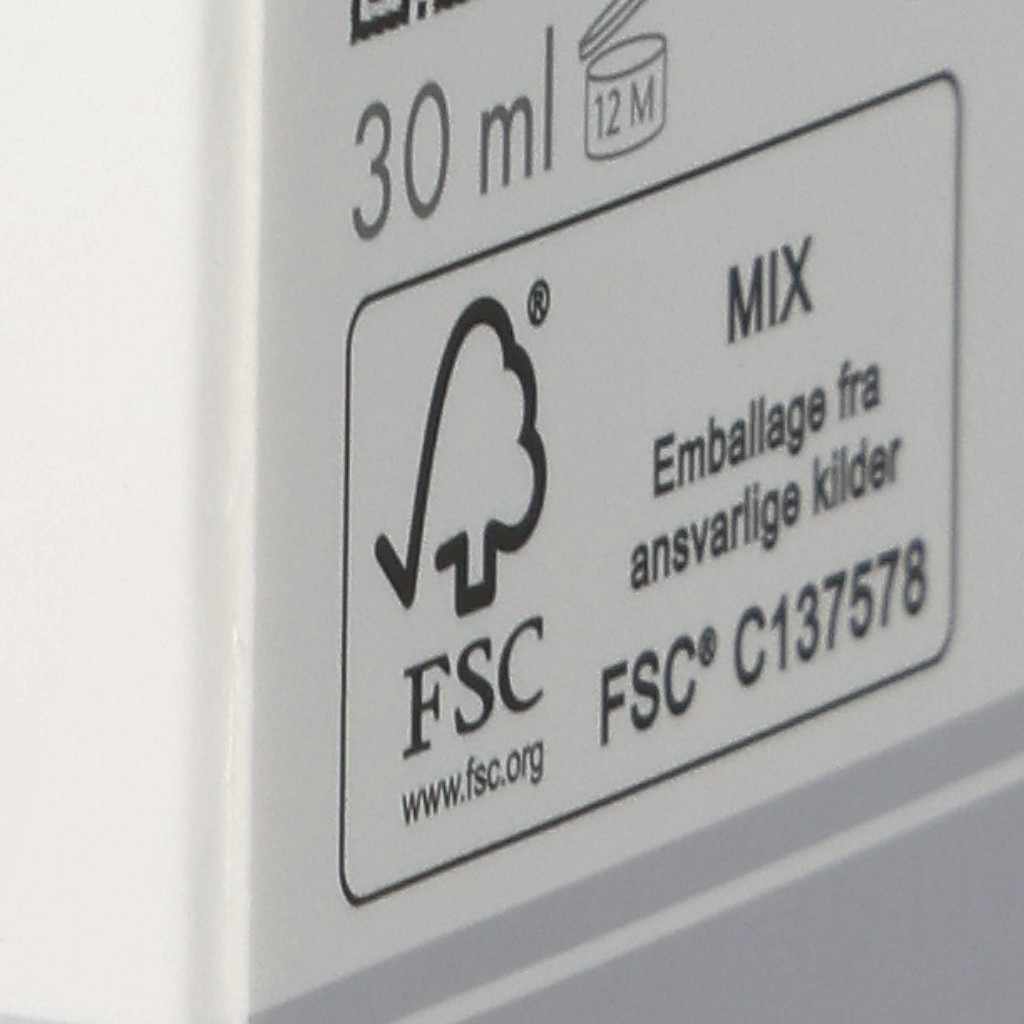 30 ml
12 M
®
MIX
Emballage fra
ansvarlige kilder
FSC® C137578
FSC
www.fsc.org